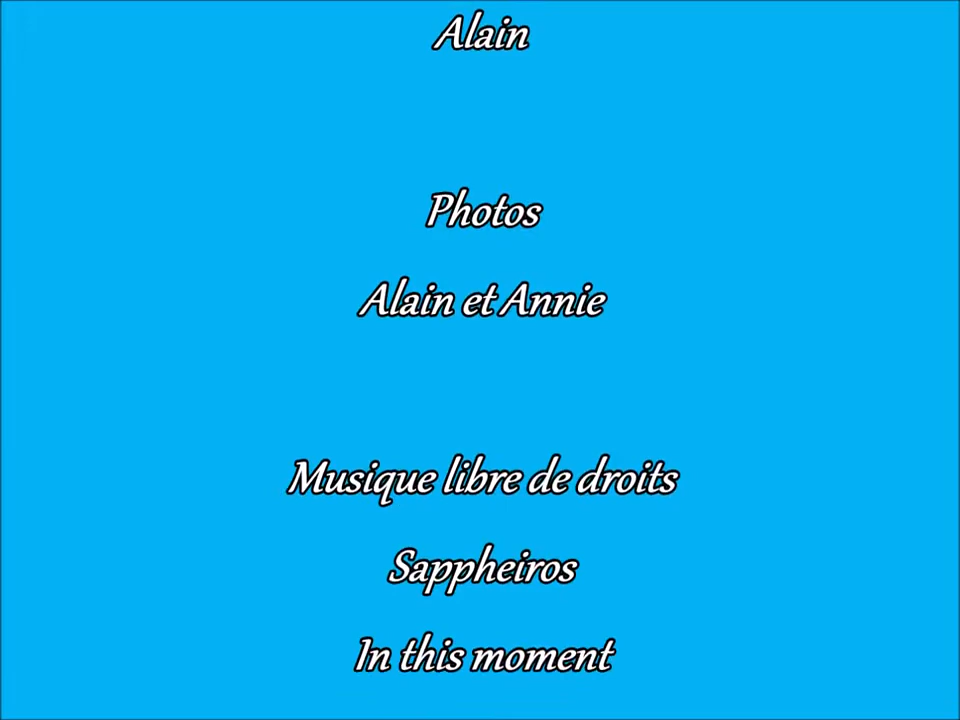 Alain
Photos
Alain et Annie
Musique libre de droits
Sappheiros
In this moment